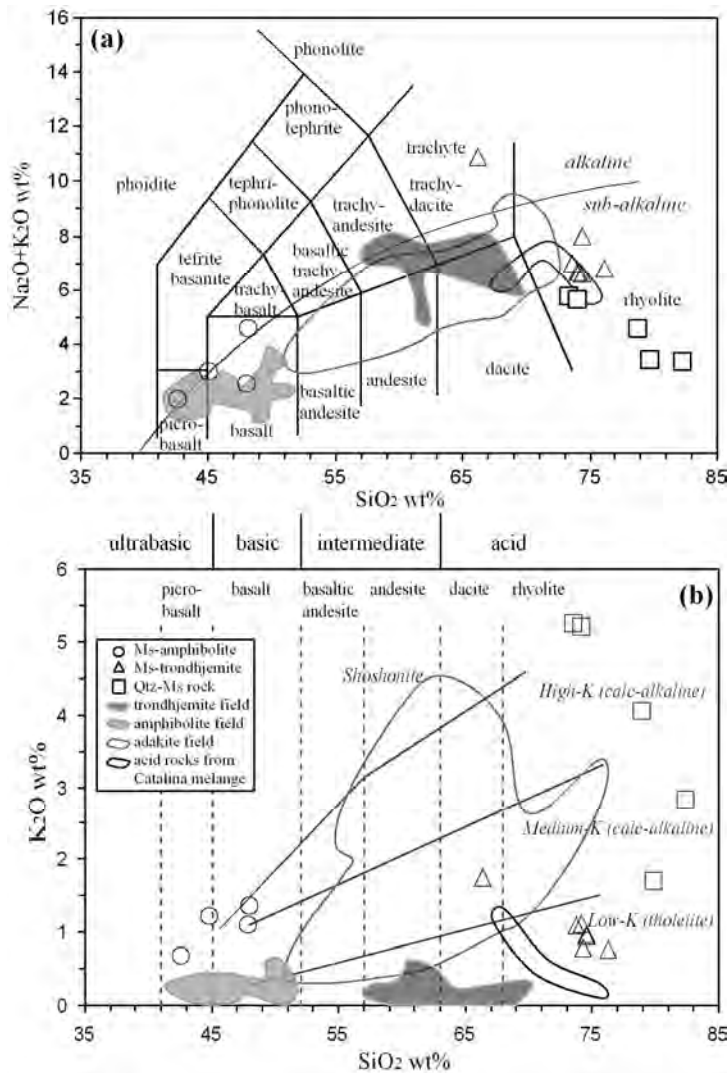 (a)
16
14
12
10
8
6
4
2
0
Na2O+K2O wt%
phonolite
phono-
tephrite
phoidite
tephri-
phonolite
trachyte
trachy-
dacite
alkaline
sub-alkaline
trachy-
andesite
tefrite
basanite
trachy-
basalt
basaltic
trachy-
andesite
rhyolite
picro-
basalt
basalt
basaltic
andesite
andesite
dacite
35 45 55 65 75 85
SiO2 wt%
ultrabasic basic intermediate acid
(b)
6
5
4
3
2
1
0
K2O wt%
picro-
basalt
basalt
basaltic
andesite
andesite
dacite
rhyolite
Ms-amphibolite
Ms-trondhjemite
Qtz-Ms rock
trondhjemite field
amphibolite field
adakite field
acid rocks from
Catalina mélange
Shoshonite
High-K (calc-alkaline)
Medium-K (calc-alkaline)
Low-K (tholeiite)
35 45 55 65 75 85
SiO2 wt%